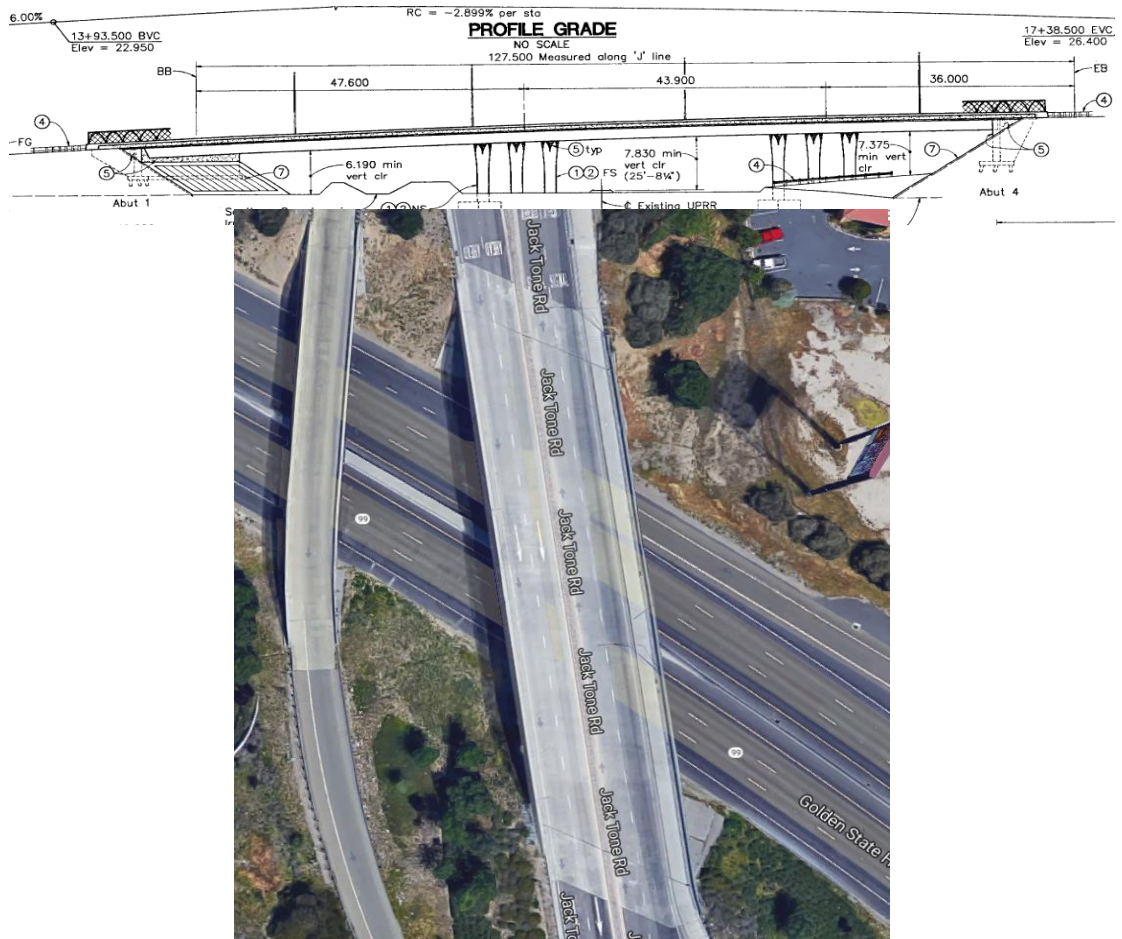 6.00%
RC = -2.899% per sta
13+93.500 BVC
Elev = 22.950
PROFILE GRADE
NO SCALE
17+38.500 EVC
Elev = 26.400
127.500 Measured along 'J' line
BB
EB
47.600
43.900
36.000
4
4
FG
5
7
6.190 min
vert clr
5 typ
1 2 FS
7.830 min
vert clr
(25'-8¼")
4
7.375
min vert
clr
7
5
Abut 1
1 2 NS
℄ Existing UPRR
Abut 4
Jack Tone Rd
Jack Tone Rd
Jack Tone Rd
99
Jack Tone Rd
99
Jack Tone Rd
Golden State
Jack To